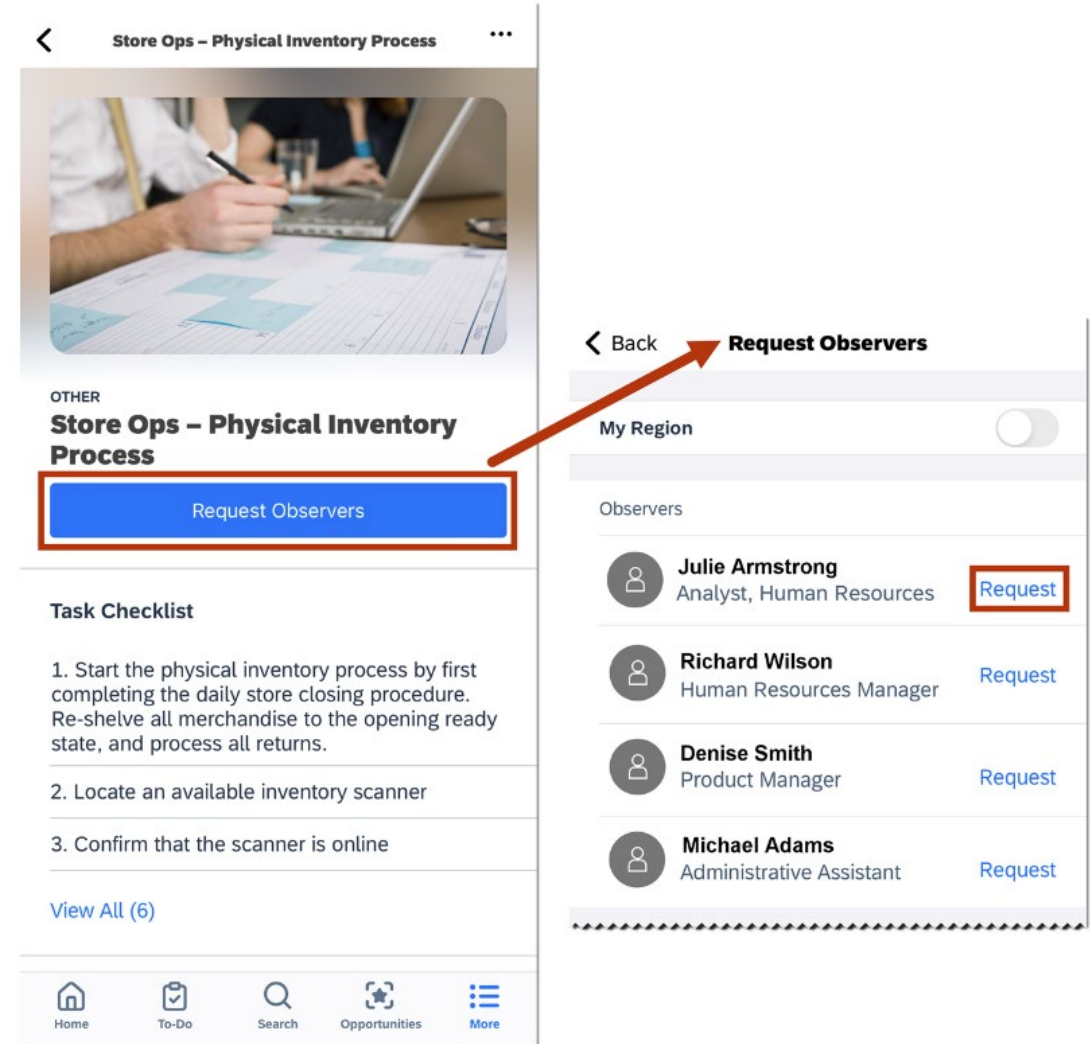 Store Ops – Physical Inventory Process
OTHER
Store Ops – Physical Inventory
Process
Request Observers
Task Checklist
1. Start the physical inventory process by first
completing the daily store closing procedure.
Re-shelve all merchandise to the opening ready
state, and process all returns.
2. Locate an available inventory scanner
3. Confirm that the scanner is online
View All (6)
Home
To-Do
Search
Opportunities
More
Back
Request Observers
My Region
Observers
Julie Armstrong
Analyst, Human Resources
Request
Richard Wilson
Human Resources Manager
Request
Denise Smith
Product Manager
Request
Michael Adams
Administrative Assistant
Request